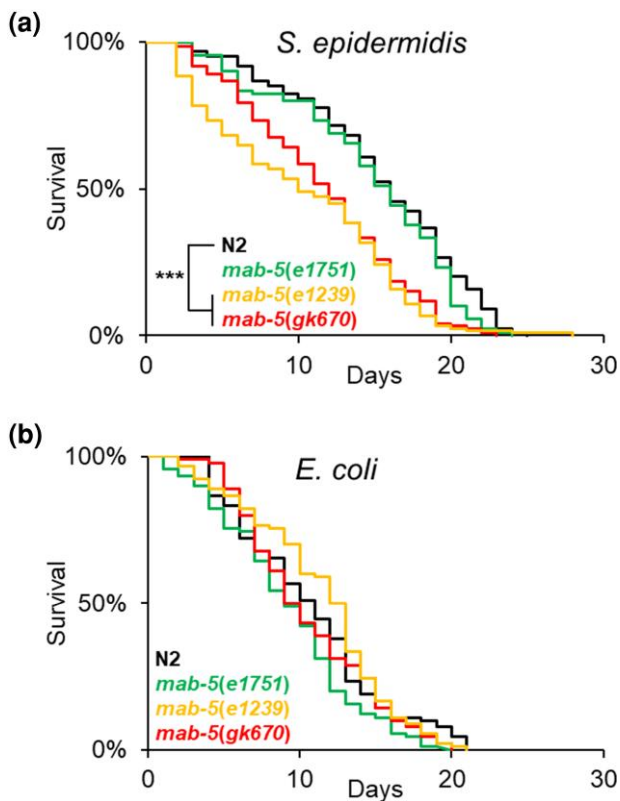 (a)
S. epidermidis
100%
50%
0%
Survival
N2
mab-5(e1751)
mab-5(e1239)
mab-5(gk670)
***
0 10 20 30
Days
(b)
E. coli
100%
50%
0%
Survival
N2
mab-5(e1751)
mab-5(e1239)
mab-5(gk670)
0 10 20 30
Days